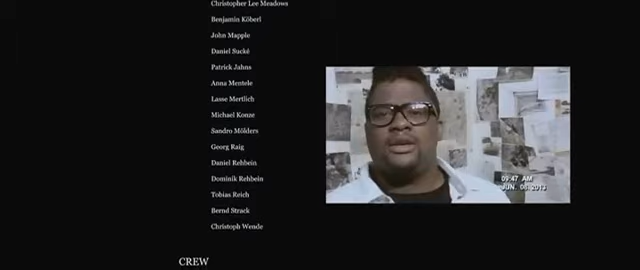 Christopher Lee Meadows
Benjamin Köberl
John Mapple
Daniel Sucké
Patrick Jahns
Anna Mentele
Lasse Mertlich
Michael Konze
Sandro Mölders
Georg Raig
Daniel Rehbein
Dominik Rehbein
Tobias Reich
Bernd Strack
Christoph Wende
CREW
09:47 AM
JUN. 08 2013